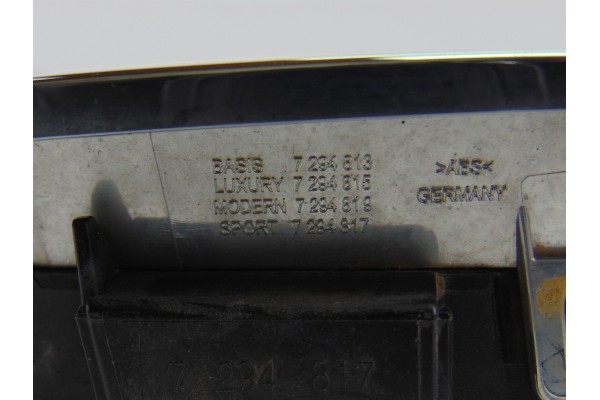 BASIS 7 294 813
LUXURY 7 294 815
MODERN 7 294 819
SPORT 7 294 817
>ABS<
GERMANY
7 294 817